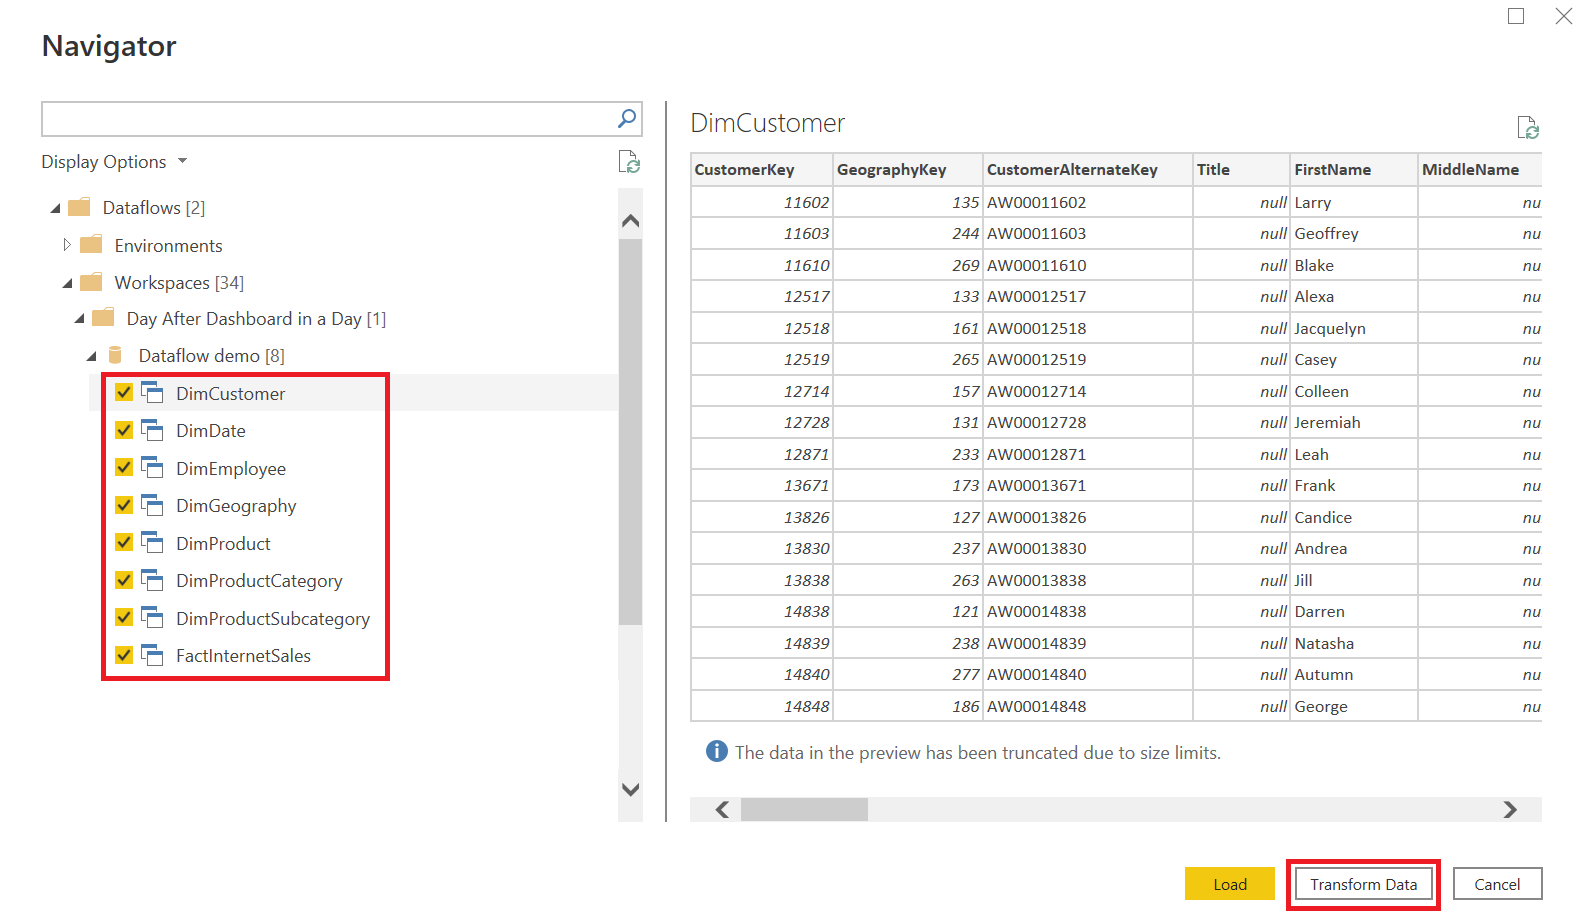 Navigator
Display Options
Dataflows [2]
Environments
Workspaces [34]
Day After Dashboard in a Day [1]
Dataflow demo [8]
DimCustomer
DimDate
DimEmployee
DimGeography
DimProduct
DimProductCategory
DimProductSubcategory
FactInternetSales
DimCustomer
CustomerKey GeographyKey CustomerAlternateKey Title FirstName MiddleName
11602 135 AW00011602 null Larry nu
11603 244 AW00011603 null Geoffrey nu
11610 269 AW00011610 null Blake nu
12517 133 AW00012517 null Alexa nu
12518 161 AW00012518 null Jacquelyn nu
12519 265 AW00012519 null Casey nu
12714 157 AW00012714 null Colleen nu
12728 131 AW00012728 null Jeremiah nu
12871 233 AW00012871 null Leah nu
13671 173 AW00013671 null Frank nu
13826 127 AW00013826 null Candice nu
13830 237 AW00013830 null Andrea nu
13838 263 AW00013838 null Jill nu
14838 121 AW00014838 null Darren nu
14839 238 AW00014839 null Natasha nu
14840 277 AW00014840 null Autumn nu
14848 186 AW00014848 null George nu
The data in the preview has been truncated due to size limits.
Load Transform Data Cancel